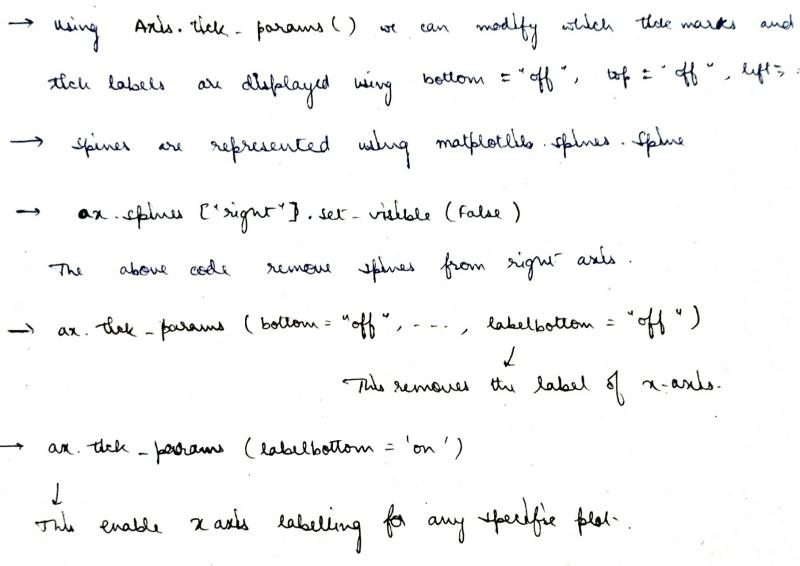 → Using Axis.tick_params() we can modify which tick marks and
tick labels are displayed using bottom = "off", top = "off", left =
→ Spines are represented using matplotlib.spines.Spine
→ ax.spines ["right"].set_visible (False)
The above code remove spines from right axis.
→ ax.tick_params (bottom = "off", ----, labelbottom = "off")
↓
This removes the label of x-axis.
→ ax.tick_params (labelbottom = 'on')
↓
This enable x axis labelling for any specific plot.